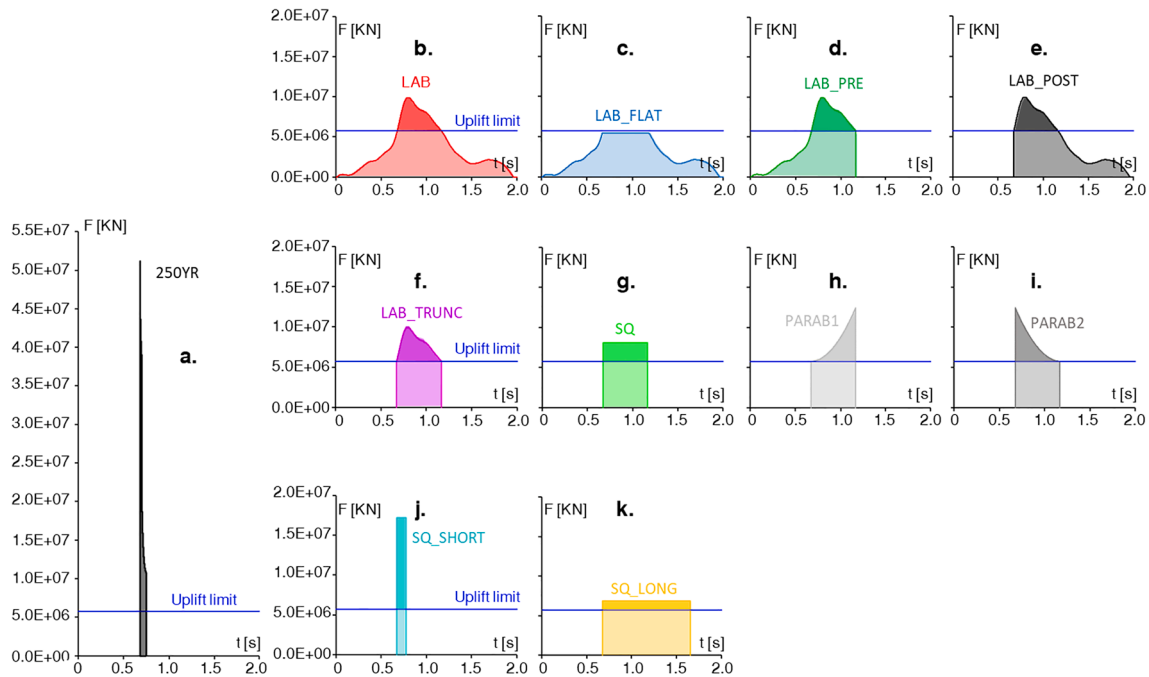 2.0E+07
F [KN]
b.
1.5E+07
LAB
1.0E+07
Uplift limit
5.0E+06
t [s]
0.0E+00
0 0.5 1.0 1.5 2.0
F [KN]
c.
LAB_FLAT
t [s]
0 0.5 1.0 1.5 2.0
F [KN]
d.
LAB_PRE
t [s]
0 0.5 1.0 1.5 2.0
F [KN]
e.
LAB_POST
t [s]
0 0.5 1.0 1.5 2.0
F [KN]
5.5E+07
5.0E+07
250YR
4.5E+07
a.
4.0E+07
3.5E+07
3.0E+07
2.5E+07
2.0E+07
1.5E+07
1.0E+07
Uplift limit
5.0E+06
t [s]
0.0E+00
0 0.5 1.0 1.5 2.0
2.0E+07
F [KN]
f.
1.5E+07
LAB_TRUNC
1.0E+07
Uplift limit
5.0E+06
t [s]
0.0E+00
0 0.5 1.0 1.5 2.0
F [KN]
g.
SQ
t [s]
0 0.5 1.0 1.5 2.0
F [KN]
h.
PARAB1
t [s]
0 0.5 1.0 1.5 2.0
F [KN]
i.
PARAB2
t [s]
0 0.5 1.0 1.5 2.0
2.0E+07
F [KN]
j.
1.5E+07
SQ_SHORT
1.0E+07
Uplift limit
5.0E+06
t [s]
0.0E+00
0 0.5 1.0 1.5 2.0
F [KN]
k.
SQ_LONG
t [s]
0 0.5 1.0 1.5 2.0